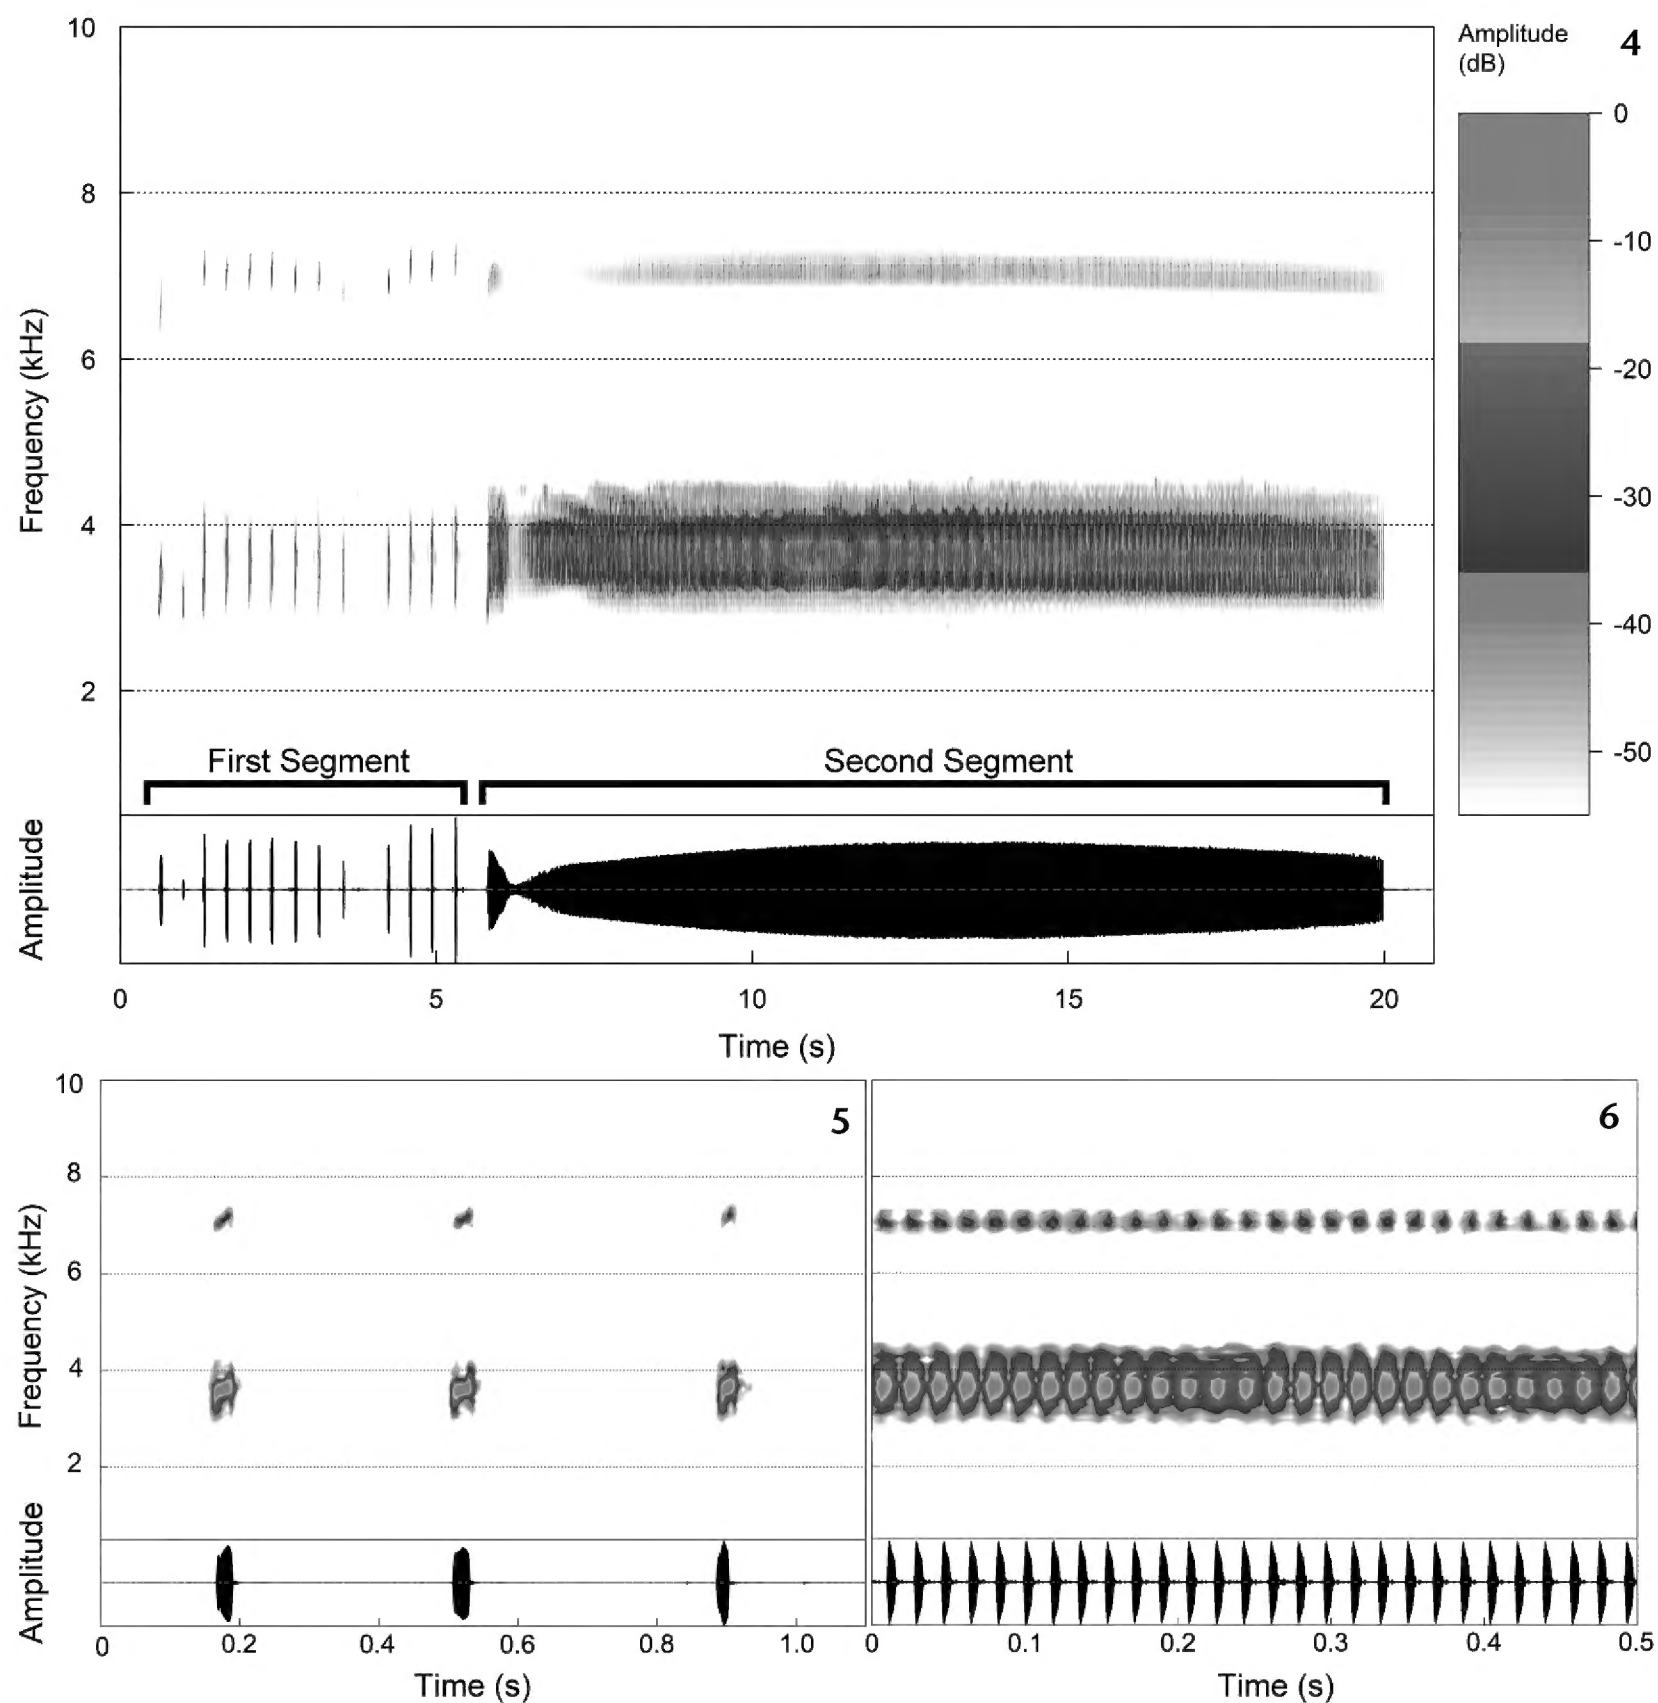 10
8
6
4
2
Frequency (kHz)
Amplitude
(dB)
4
0
-10
-20
-30
-40
-50
First Segment
Second Segment
Amplitude
0 5 10 15 20
Time (s)
10
8
6
4
2
Frequency (kHz)
Amplitude
5
6
0 0.2 0.4 0.6 0.8 1.0
0 0.1 0.2 0.3 0.4 0.5
Time (s)
Time (s)